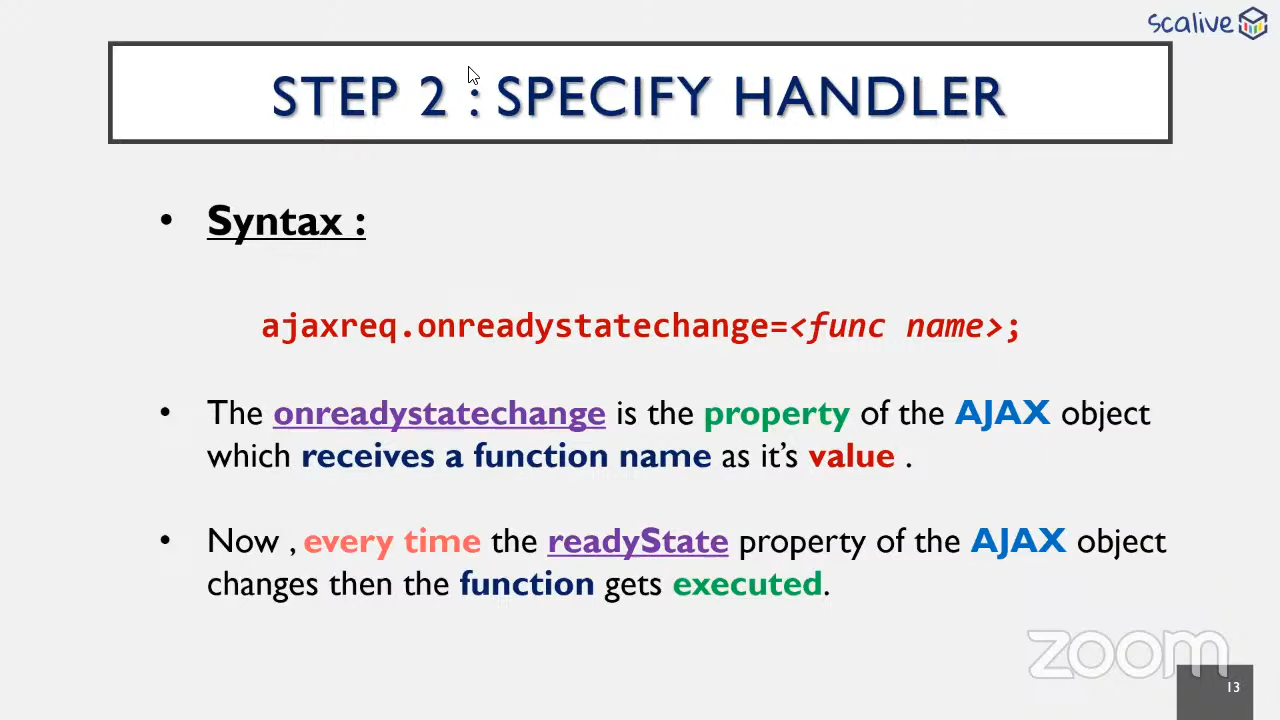 scalive
STEP 2 : SPECIFY HANDLER
• Syntax :
ajaxreq.onreadystatechange=<func name>;
• The onreadystatechange is the property of the AJAX object
which receives a function name as it’s value .
• Now , every time the readyState property of the AJAX object
changes then the function gets executed.
zoom
13